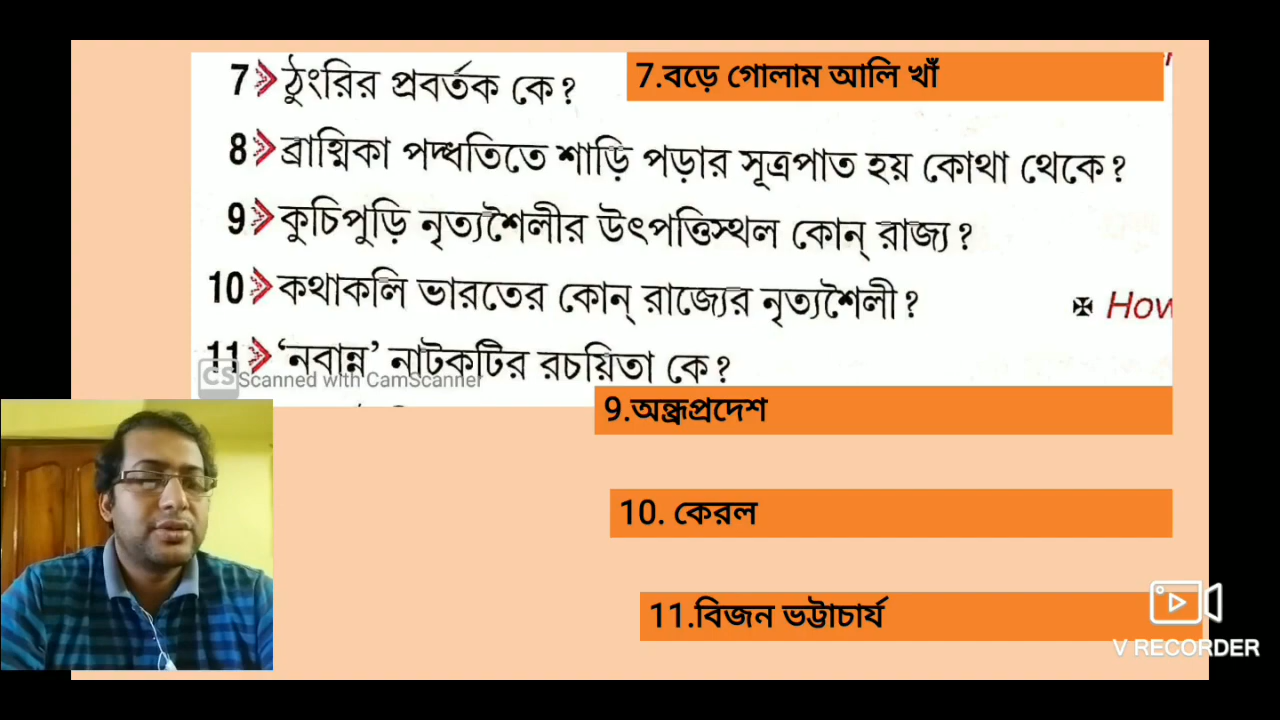 7 ঠুংরির প্রবর্তক কে?
7.বড়ে গোলাম আলি খাঁ
8 ব্রাহ্মিকা পদ্ধতিতে শাড়ি পড়ার সূত্রপাত হয় কোথা থেকে?
9 কুচিপুড়ি নৃত্যশৈলীর উৎপত্তিস্থল কোন্ রাজ্য?
10 কথাকলি ভারতের কোন্ রাজ্যের নৃত্যশৈলী?
How
11 'নবান্ন' নাটকটির রচয়িতা কে?
CS Scanned with CamScanner
9.অন্ধ্রপ্রদেশ
10. কেরল
11.বিজন ভট্টাচার্য
V RECORDER